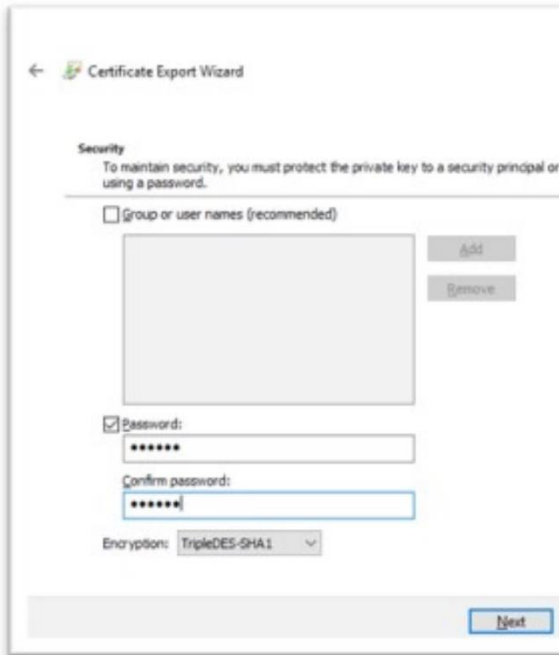 Certificate Export Wizard
Security
To maintain security, you must protect the private key to a security principal or
using a password.
Group or user names (recommended)
Add
Remove
Password:
••••••
Confirm password:
••••••
Encryption: TripleDES-SHA1
Next